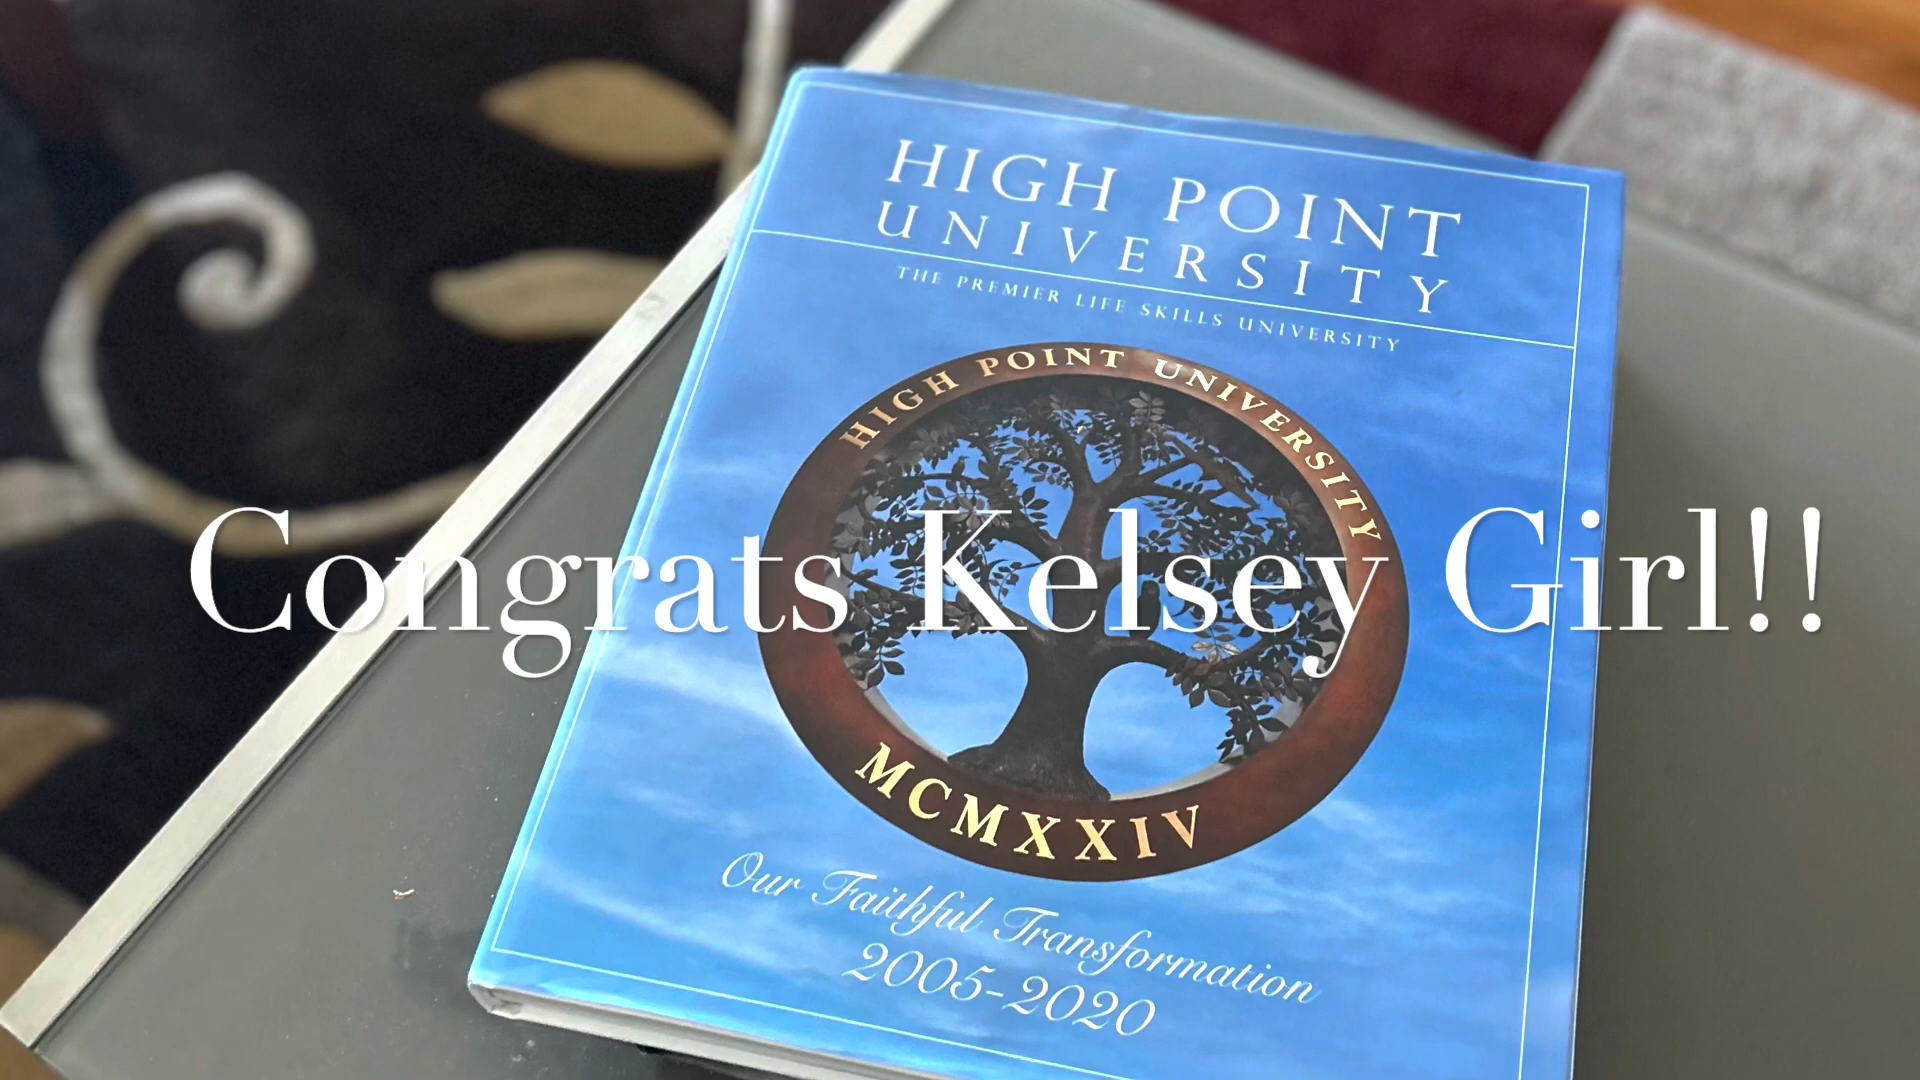 HIGH POINT
UNIVERSITY
THE PREMIER LIFE SKILLS UNIVERSITY
HIGH POINT UNIVERSITY
Congrats Kelsey Girl!!
MCMXXIV
Our Faithful Transformation
2005-2020